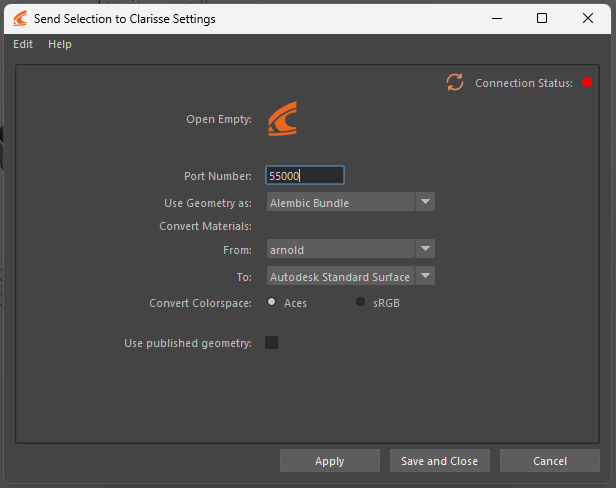 Send Selection to Clarisse Settings
Edit Help
Connection Status:
Open Empty:
Port Number: 55000
Use Geometry as: Alembic Bundle
Convert Materials:
From: arnold
To: Autodesk Standard Surface
Convert Colorspace: Aces sRGB
Use published geometry:
Apply Save and Close Cancel